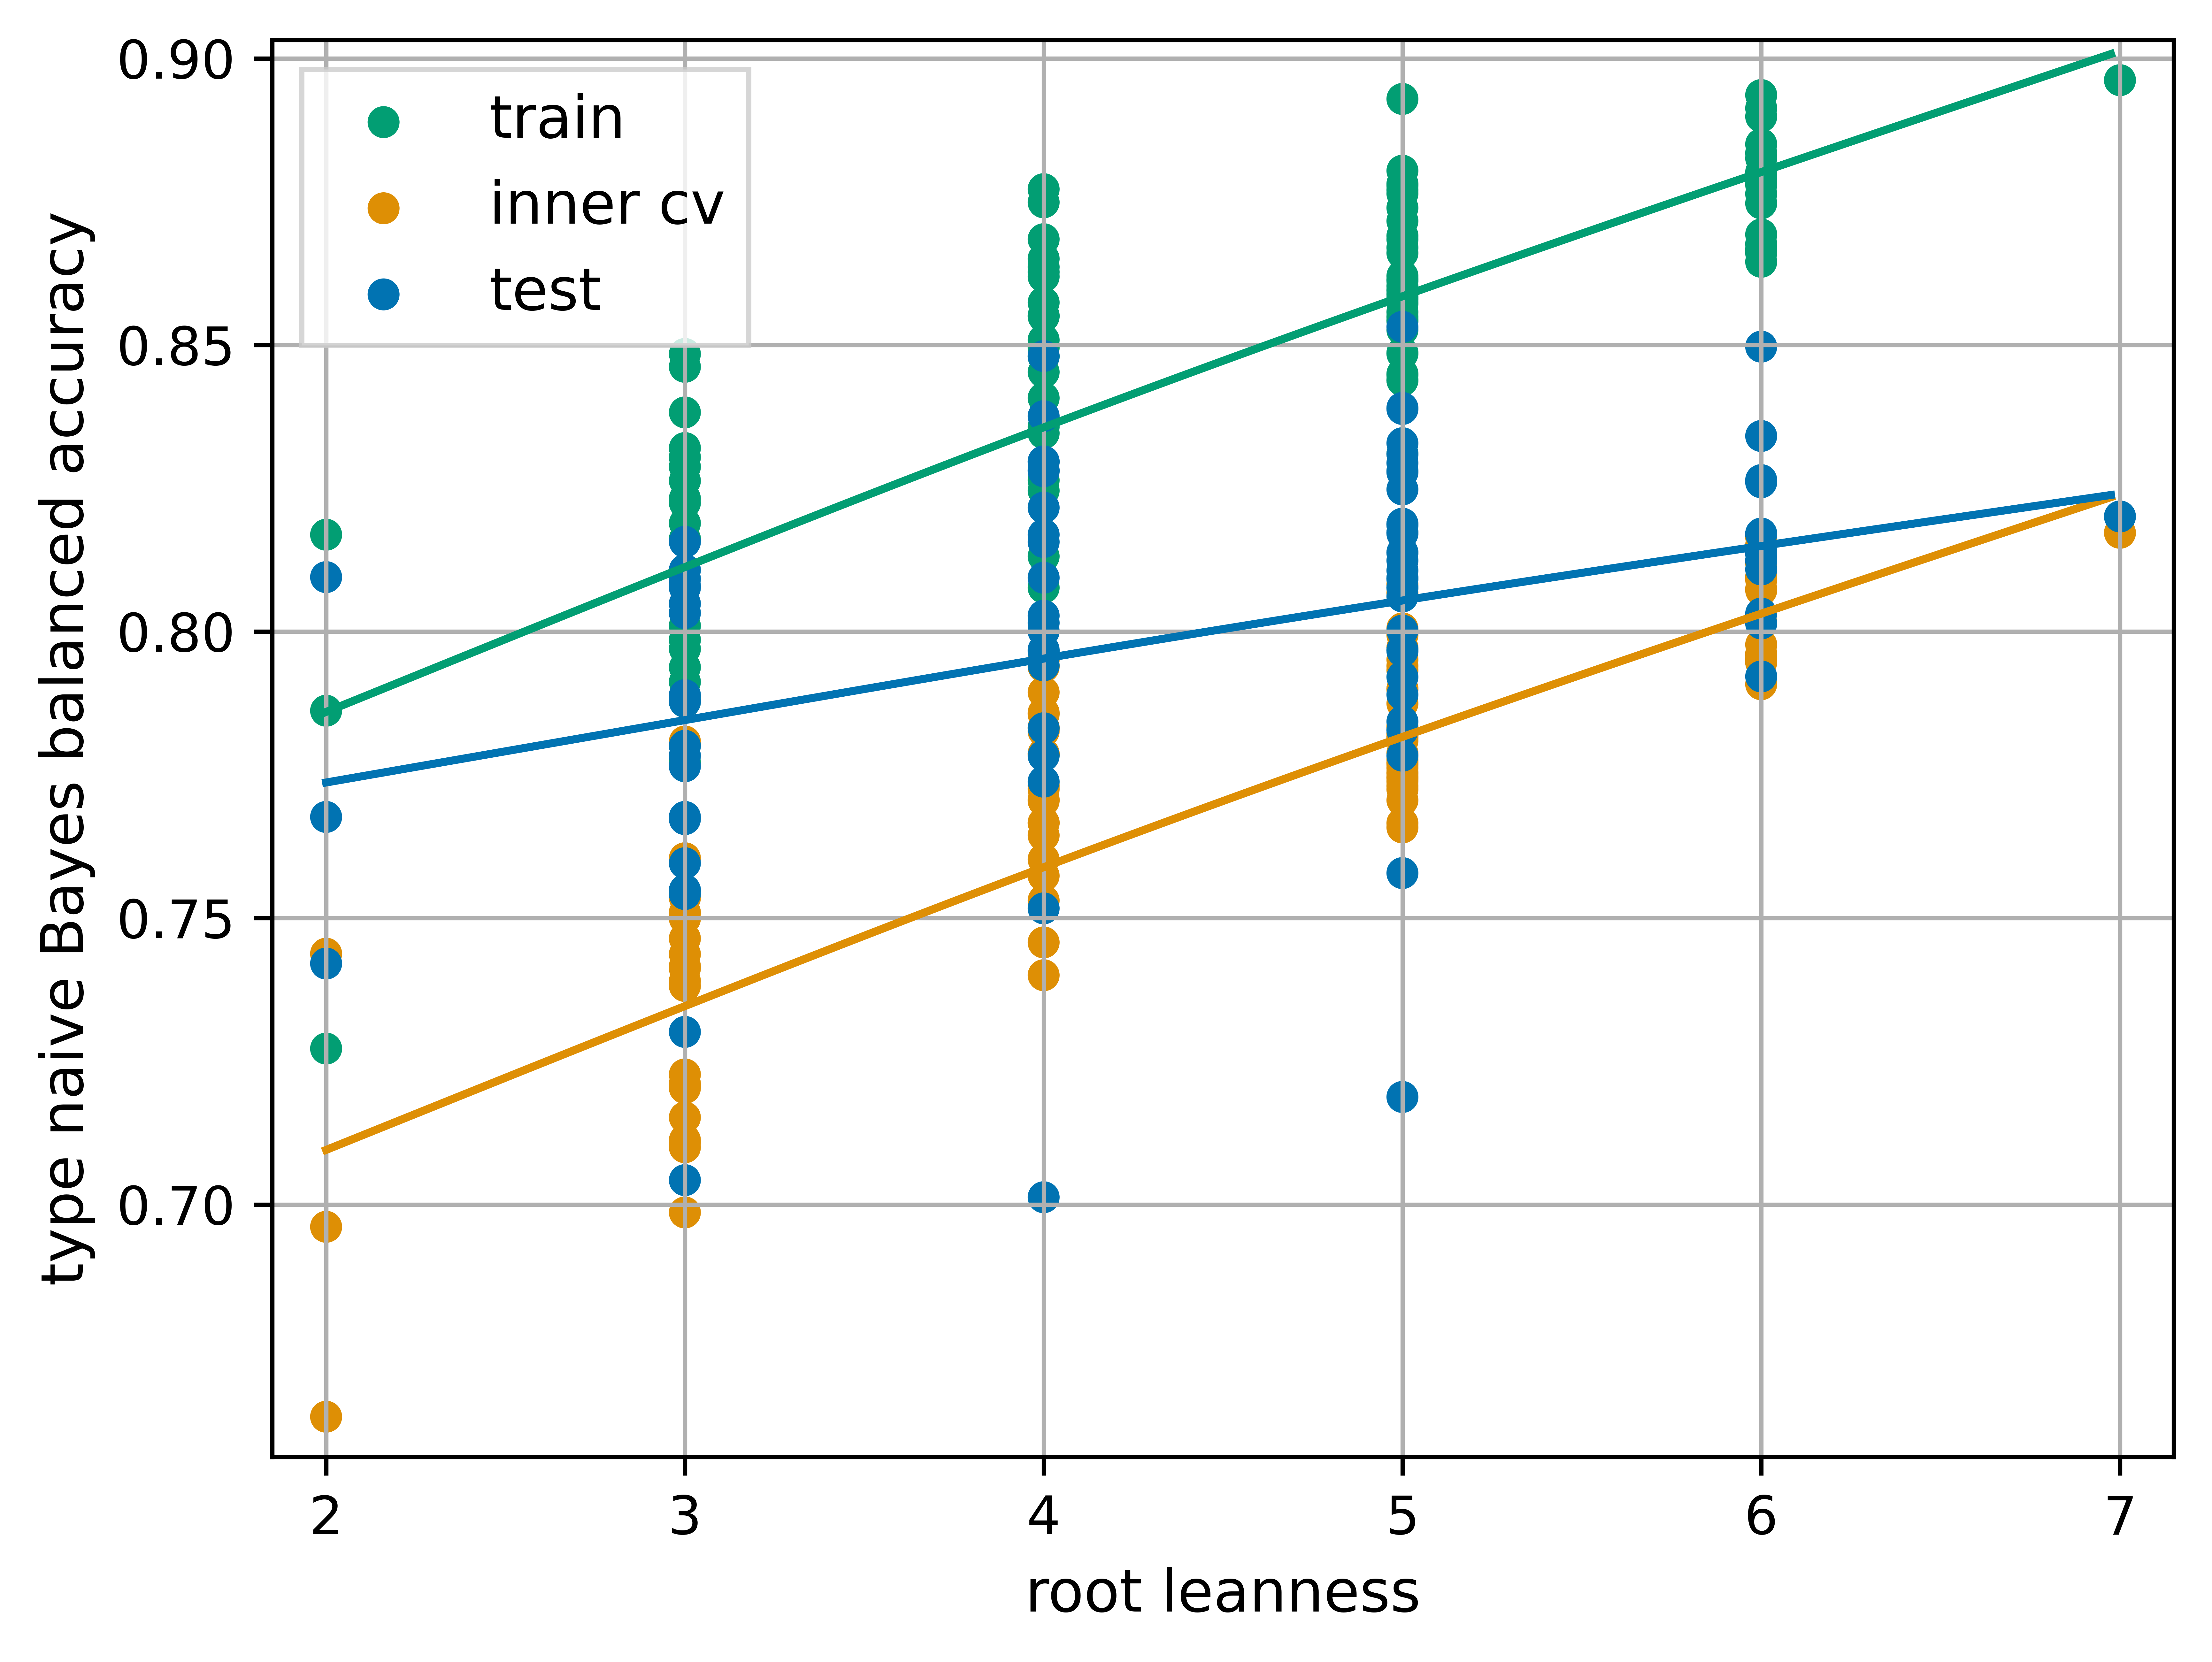 0.90
0.85
0.80
0.75
0.70
type naive Bayes balanced accuracy
train
inner cv
test
2 3 4 5 6 7
root leanness